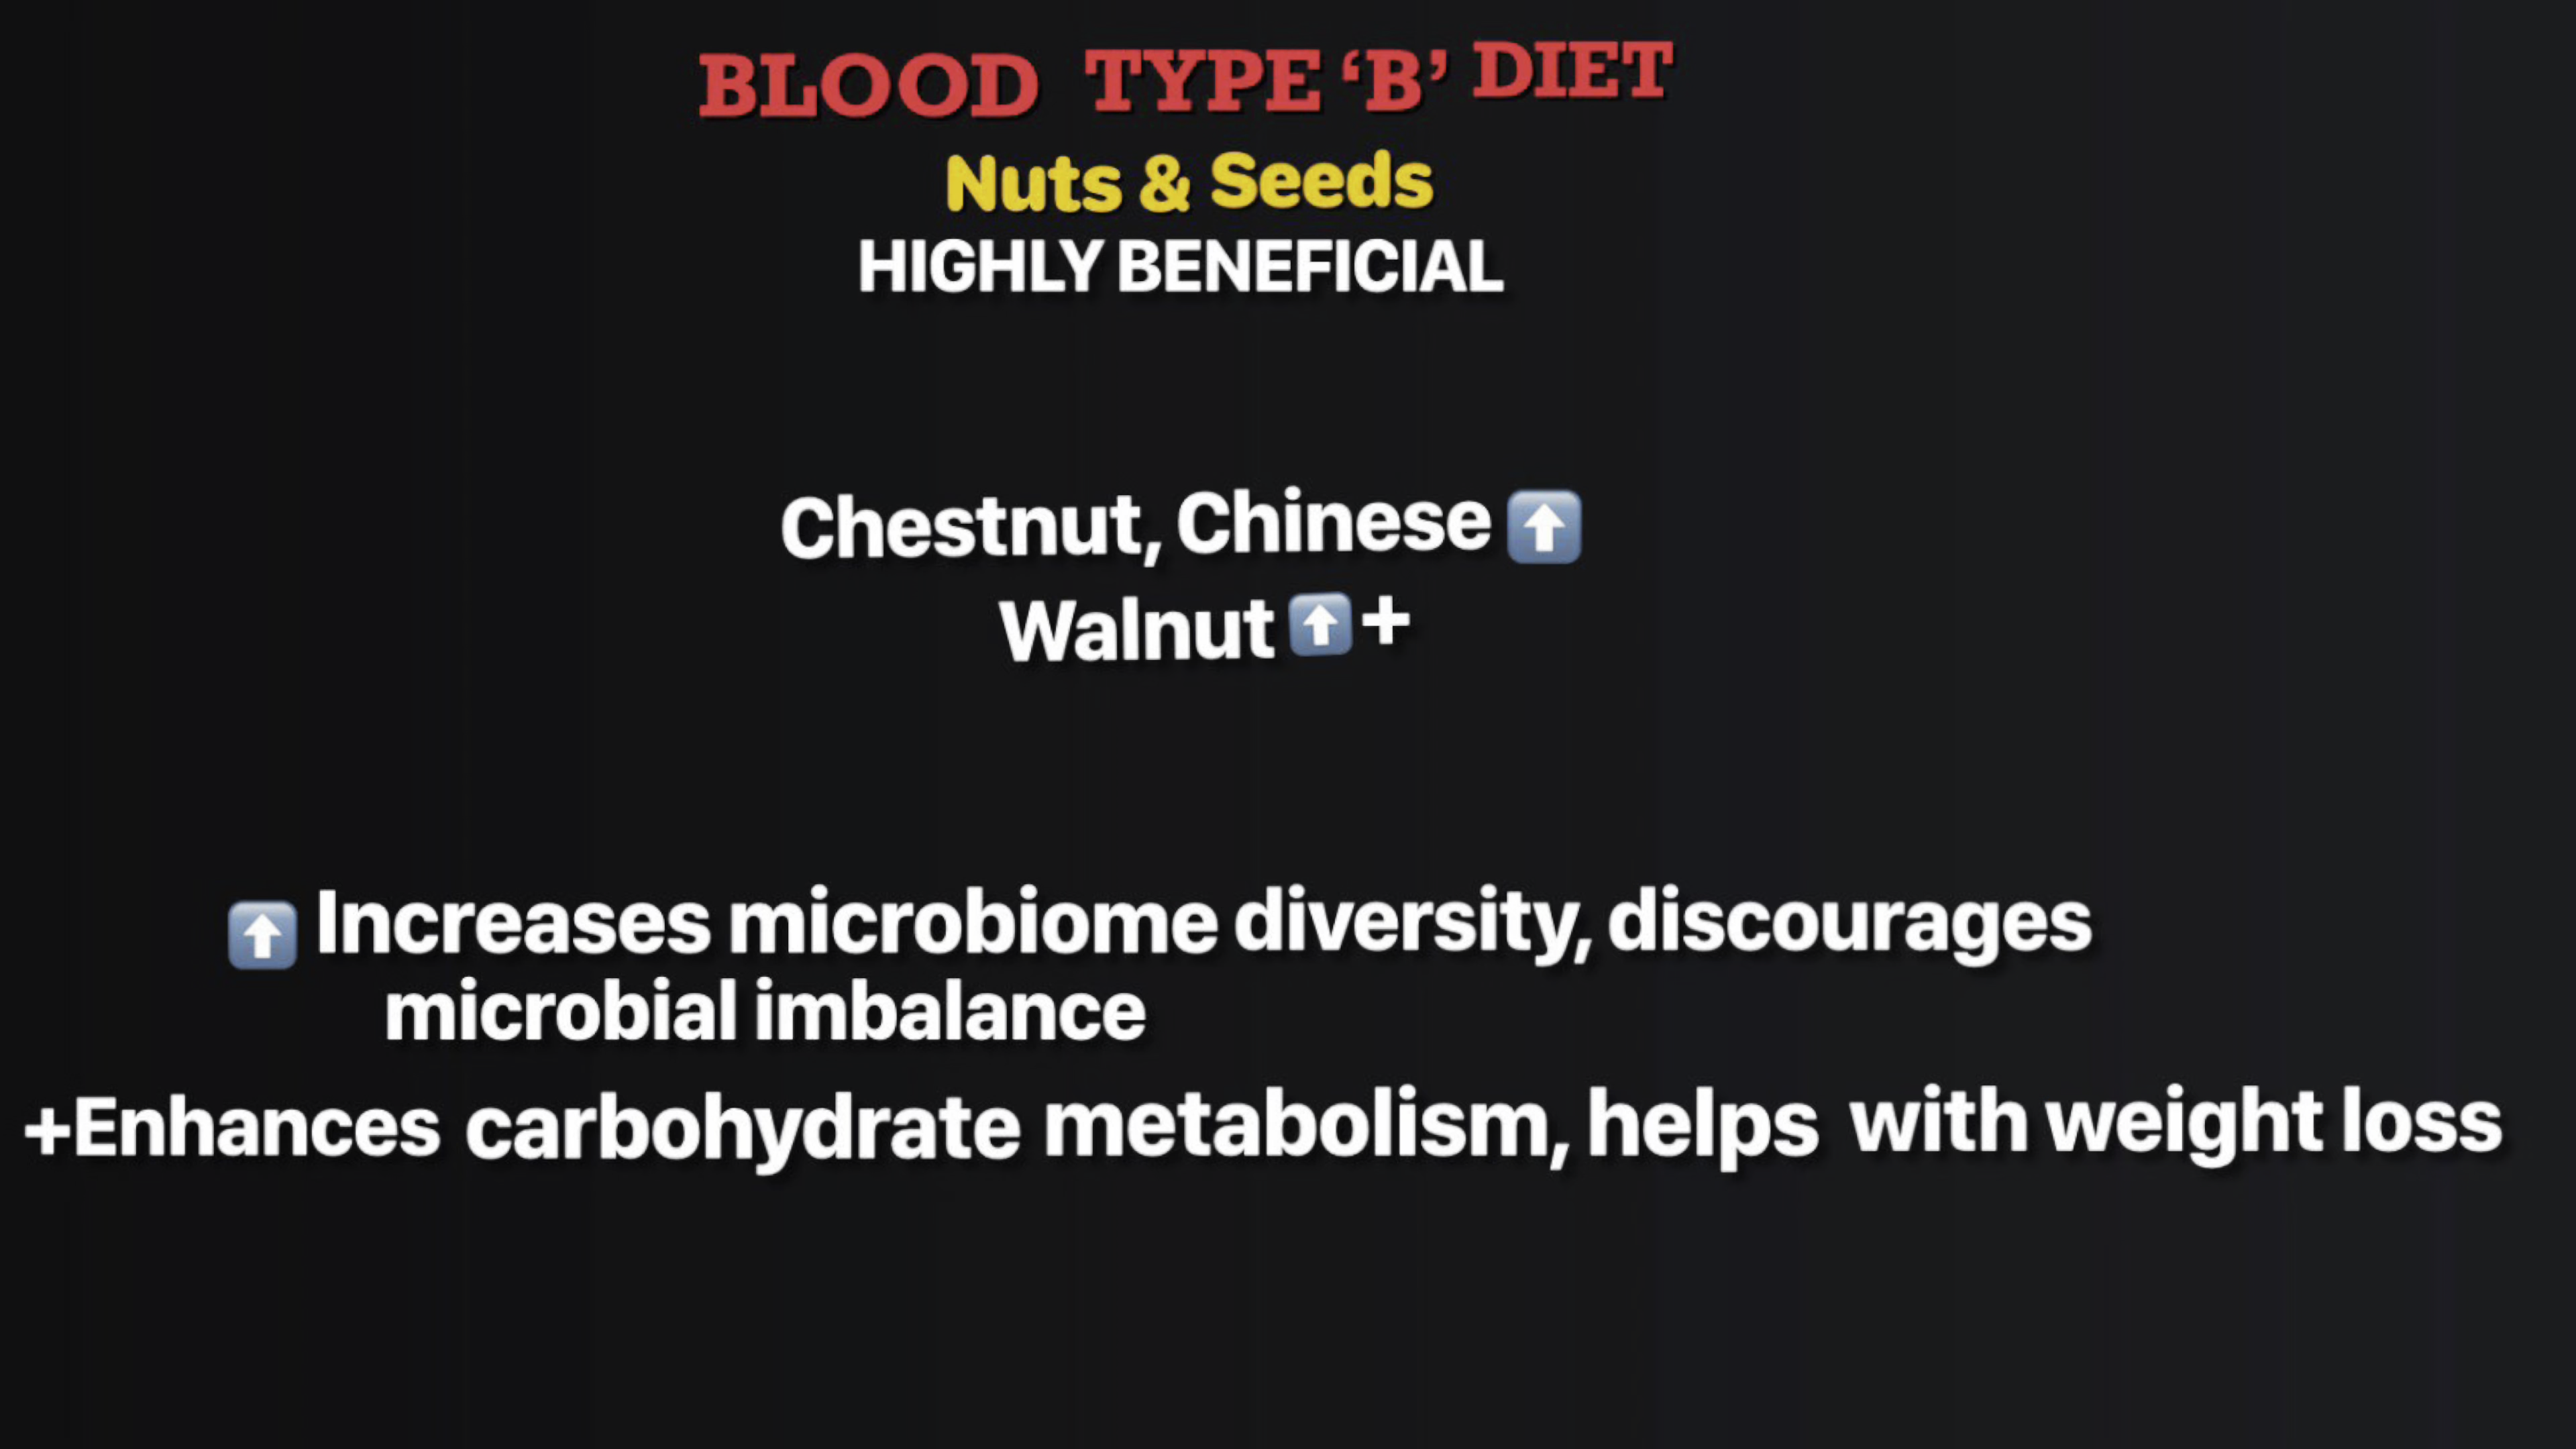 BLOOD TYPE ‘B’ DIET
Nuts & Seeds
HIGHLY BENEFICIAL
Chestnut, Chinese ⬆️
Walnut ⬆️+
⬆️ Increases microbiome diversity, discourages
microbial imbalance
+Enhances carbohydrate metabolism, helps with weight loss